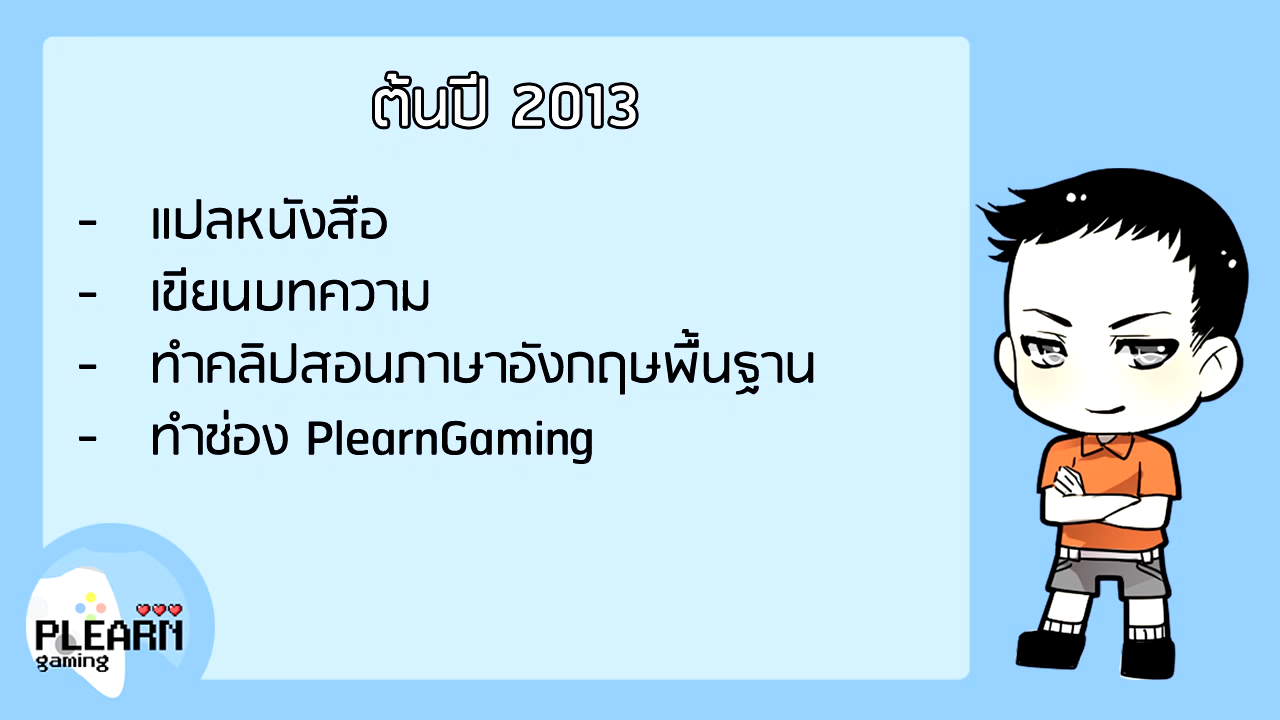 ต้นปี 2013
- แปลหนังสือ
- เขียนบทความ
- ทำคลิปสอนภาษาอังกฤษพื้นฐาน
- ทำช่อง PlearnGaming
PLEARN
gaming